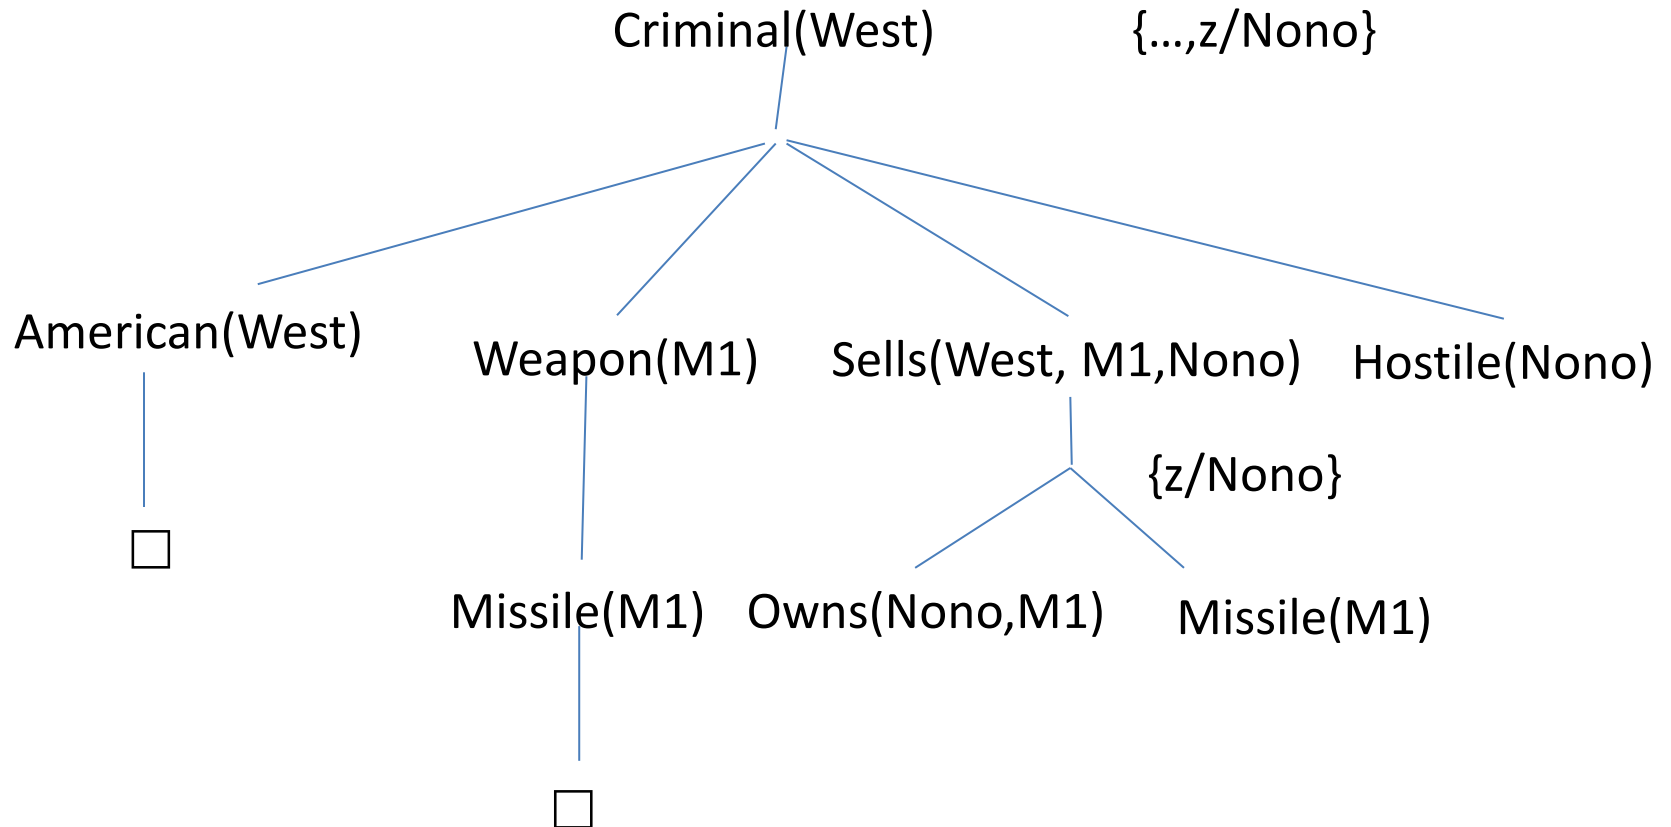 Criminal(West) {...,z/Nono}
American(West) Weapon(M1) Sells(West, M1,Nono) Hostile(Nono)
{z/Nono}
Missile(M1) Owns(Nono,M1) Missile(M1)